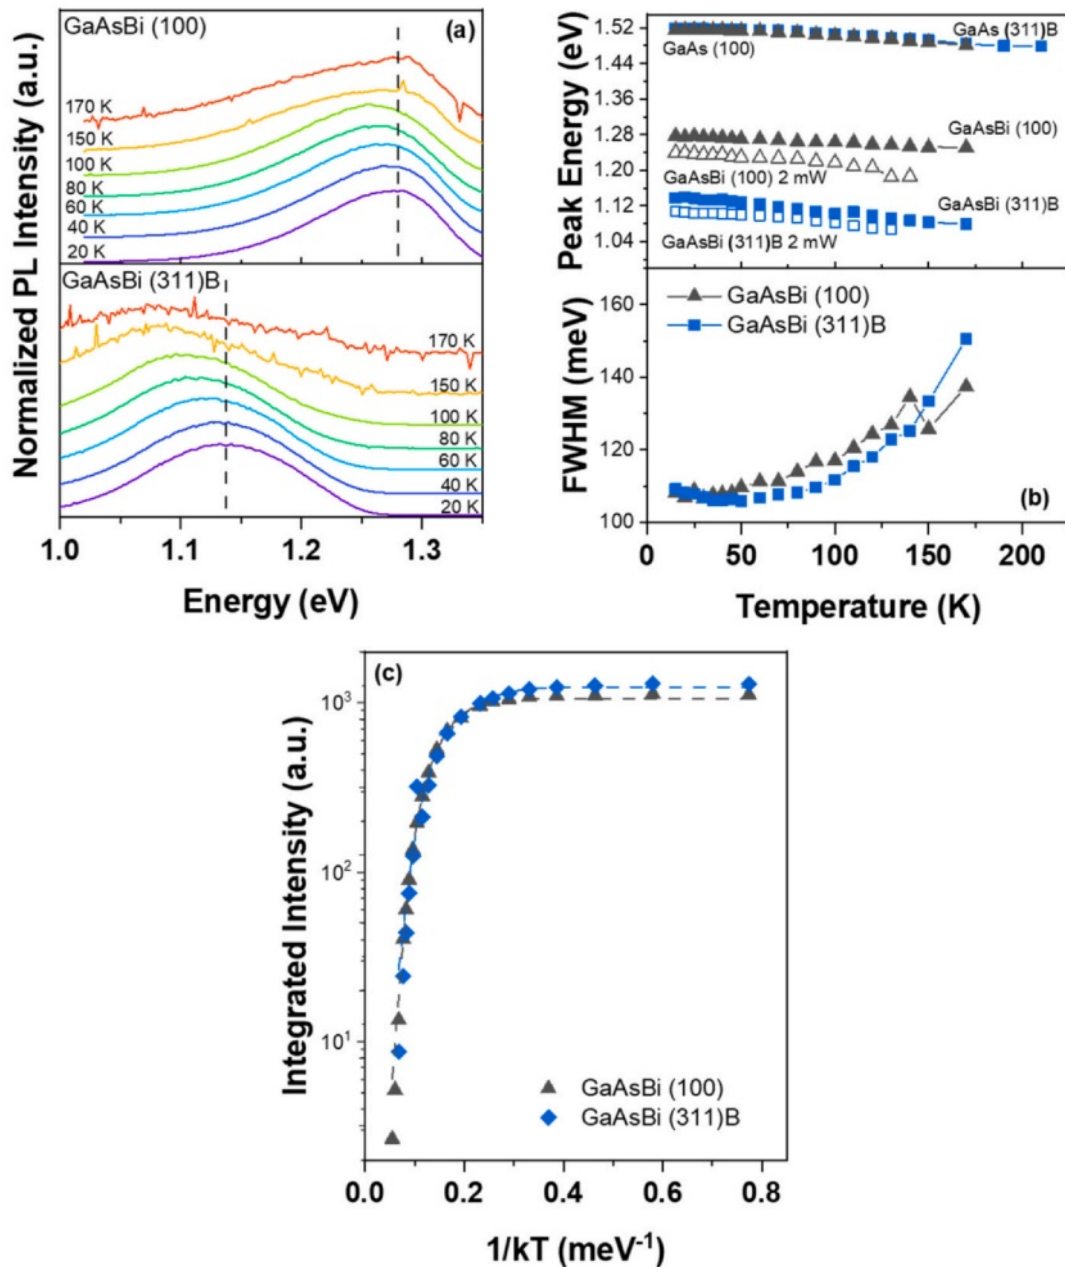 GaAsBi (100)
(a)
170 K
150 K
100 K
80 K
60 K
40 K
20 K
GaAsBi (311)B
170 K
150 K
100 K
80 K
60 K
40 K
20 K
1.0 1.1 1.2 1.3
Energy (eV)
Normalized PL Intensity (a.u.)
1.52
1.44
1.36
1.28
1.20
1.12
1.04
Peak Energy (eV)
GaAs (311)B
GaAs (100)
GaAsBi (100)
GaAsBi (100) 2 mW
GaAsBi (311)B
GaAsBi (311)B 2 mW
160
140
120
100
FWHM (meV)
GaAsBi (100)
GaAsBi (311)B
(b)
0 50 100 150 200
Temperature (K)
(c)
10³
10²
10¹
Integrated Intensity (a.u.)
GaAsBi (100)
GaAsBi (311)B
0.0 0.2 0.4 0.6 0.8
1/kT (meV⁻¹)